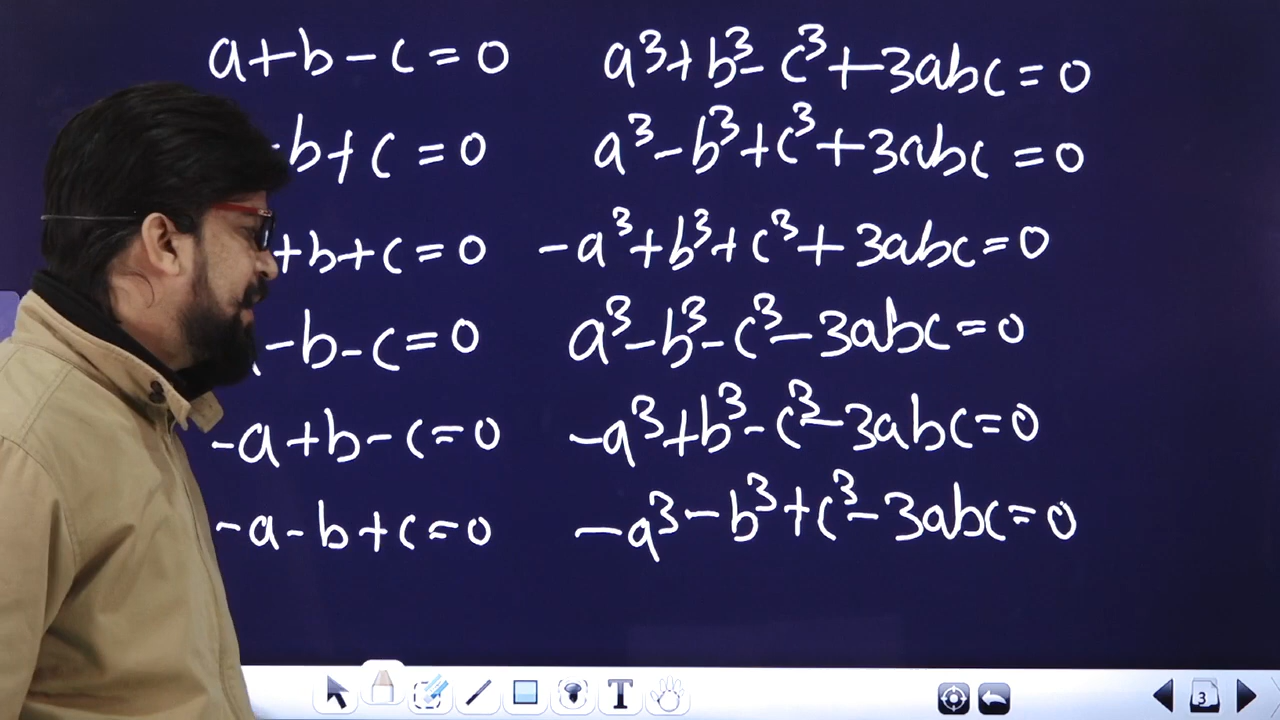 a+b-c=0 a³+b³-c³+3abc=0
-b+c=0 a³-b³+c³+3abc=0
+b+c=0 -a³+b³+c³+3abc=0
-b-c=0 a³-b³-c³-3abc=0
-a+b-c=0 -a³+b³-c³-3abc=0
-a-b+c=0 -a³-b³+c³-3abc=0
T 3